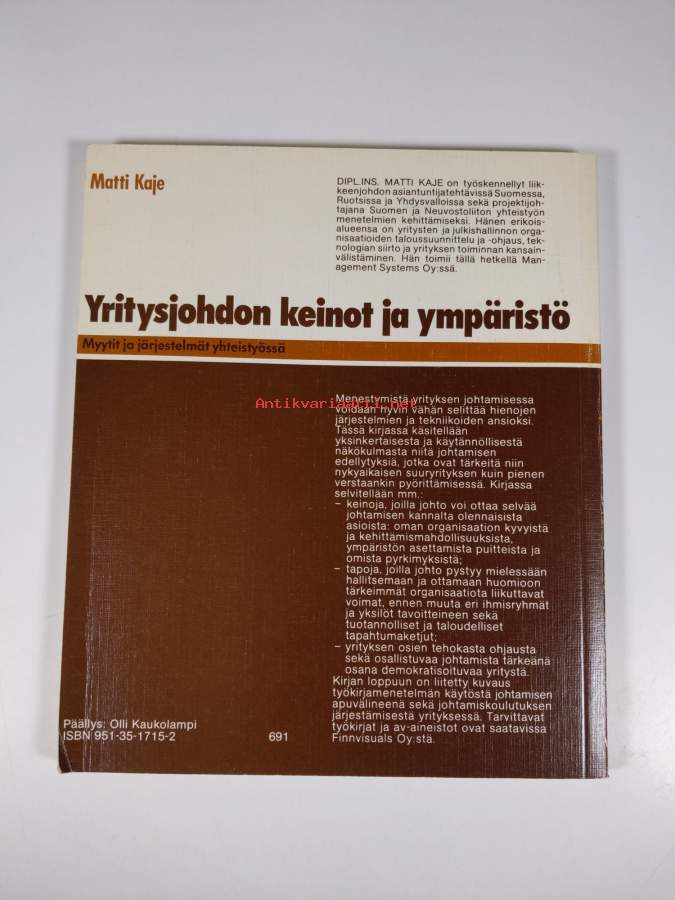 Matti Kaje
DIPL.INS. MATTI KAJE on työskennellyt liik-
keenjohdon asiantuntijatehtävissä Suomessa,
Ruotsissa ja Yhdysvalloissa sekä projektijoh-
tajana Suomen ja Neuvostoliiton yhteistyön
menetelmien kehittämiseksi. Hänen erikois-
alueensa on yritysten ja julkishallinnon orga-
nisaatioiden taloussuunnittelu ja -ohjaus, tek-
nologian siirto ja yrityksen toiminnan kansain-
välistäminen. Hän toimii tällä hetkellä Man-
agement Systems Oy:ssä.
Yritysjohdon keinot ja ympäristö
Myytit ja järjestelmät yhteistyössä
Antikvariaatti.net
Menestymistä yrityksen johtamisessa
voidaan hyvin vähän selittää hienojen
järjestelmien ja tekniikoiden ansioksi.
Tässä kirjassa käsitellään
yksinkertaisesta ja käytännöllisestä
näkökulmasta niitä johtamisen
edellytyksiä, jotka ovat tärkeitä niin
nykyaikaisen suuryrityksen kuin pienen
verstaankin pyörittämisessä. Kirjassa
selvitellään mm.:
– keinoja, joilla johto voi ottaa selvää
johtamisen kannalta olennaisista
asioista: oman organisaation kyvyistä
ja kehittämismahdollisuuksista,
ympäristön asettamista puitteista ja
omista pyrkimyksistä;
– tapoja, joilla johto pystyy mielessään
hallitsemaan ja ottamaan huomioon
tärkeimmät organisaatiota liikuttavat
voimat, ennen muuta eri ihmisryhmät
ja yksilöt tavoitteineen sekä
tuotannolliset ja taloudelliset
tapahtumaketjut;
– yrityksen osien tehokasta ohjausta
sekä osallistuvaa johtamista tärkeänä
osana demokratisoituvaa yritystä.
Kirjan loppuun on liitetty kuvaus
työkirjamenetelmän käytöstä johtamisen
apuvälineenä sekä johtamiskoulutuksen
järjestämisestä yrityksessä. Tarvittavat
työkirjat ja av-aineistot ovat saatavissa
Finnvisuals Oy:stä.
Päällys: Olli Kaukolampi
ISBN 951-35-1715-2
691